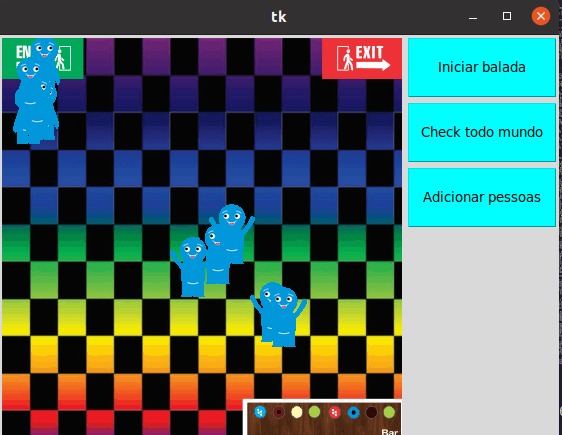 tk
EN
EXIT
Iniciar balada
Check todo mundo
Adicionar pessoas
Bar